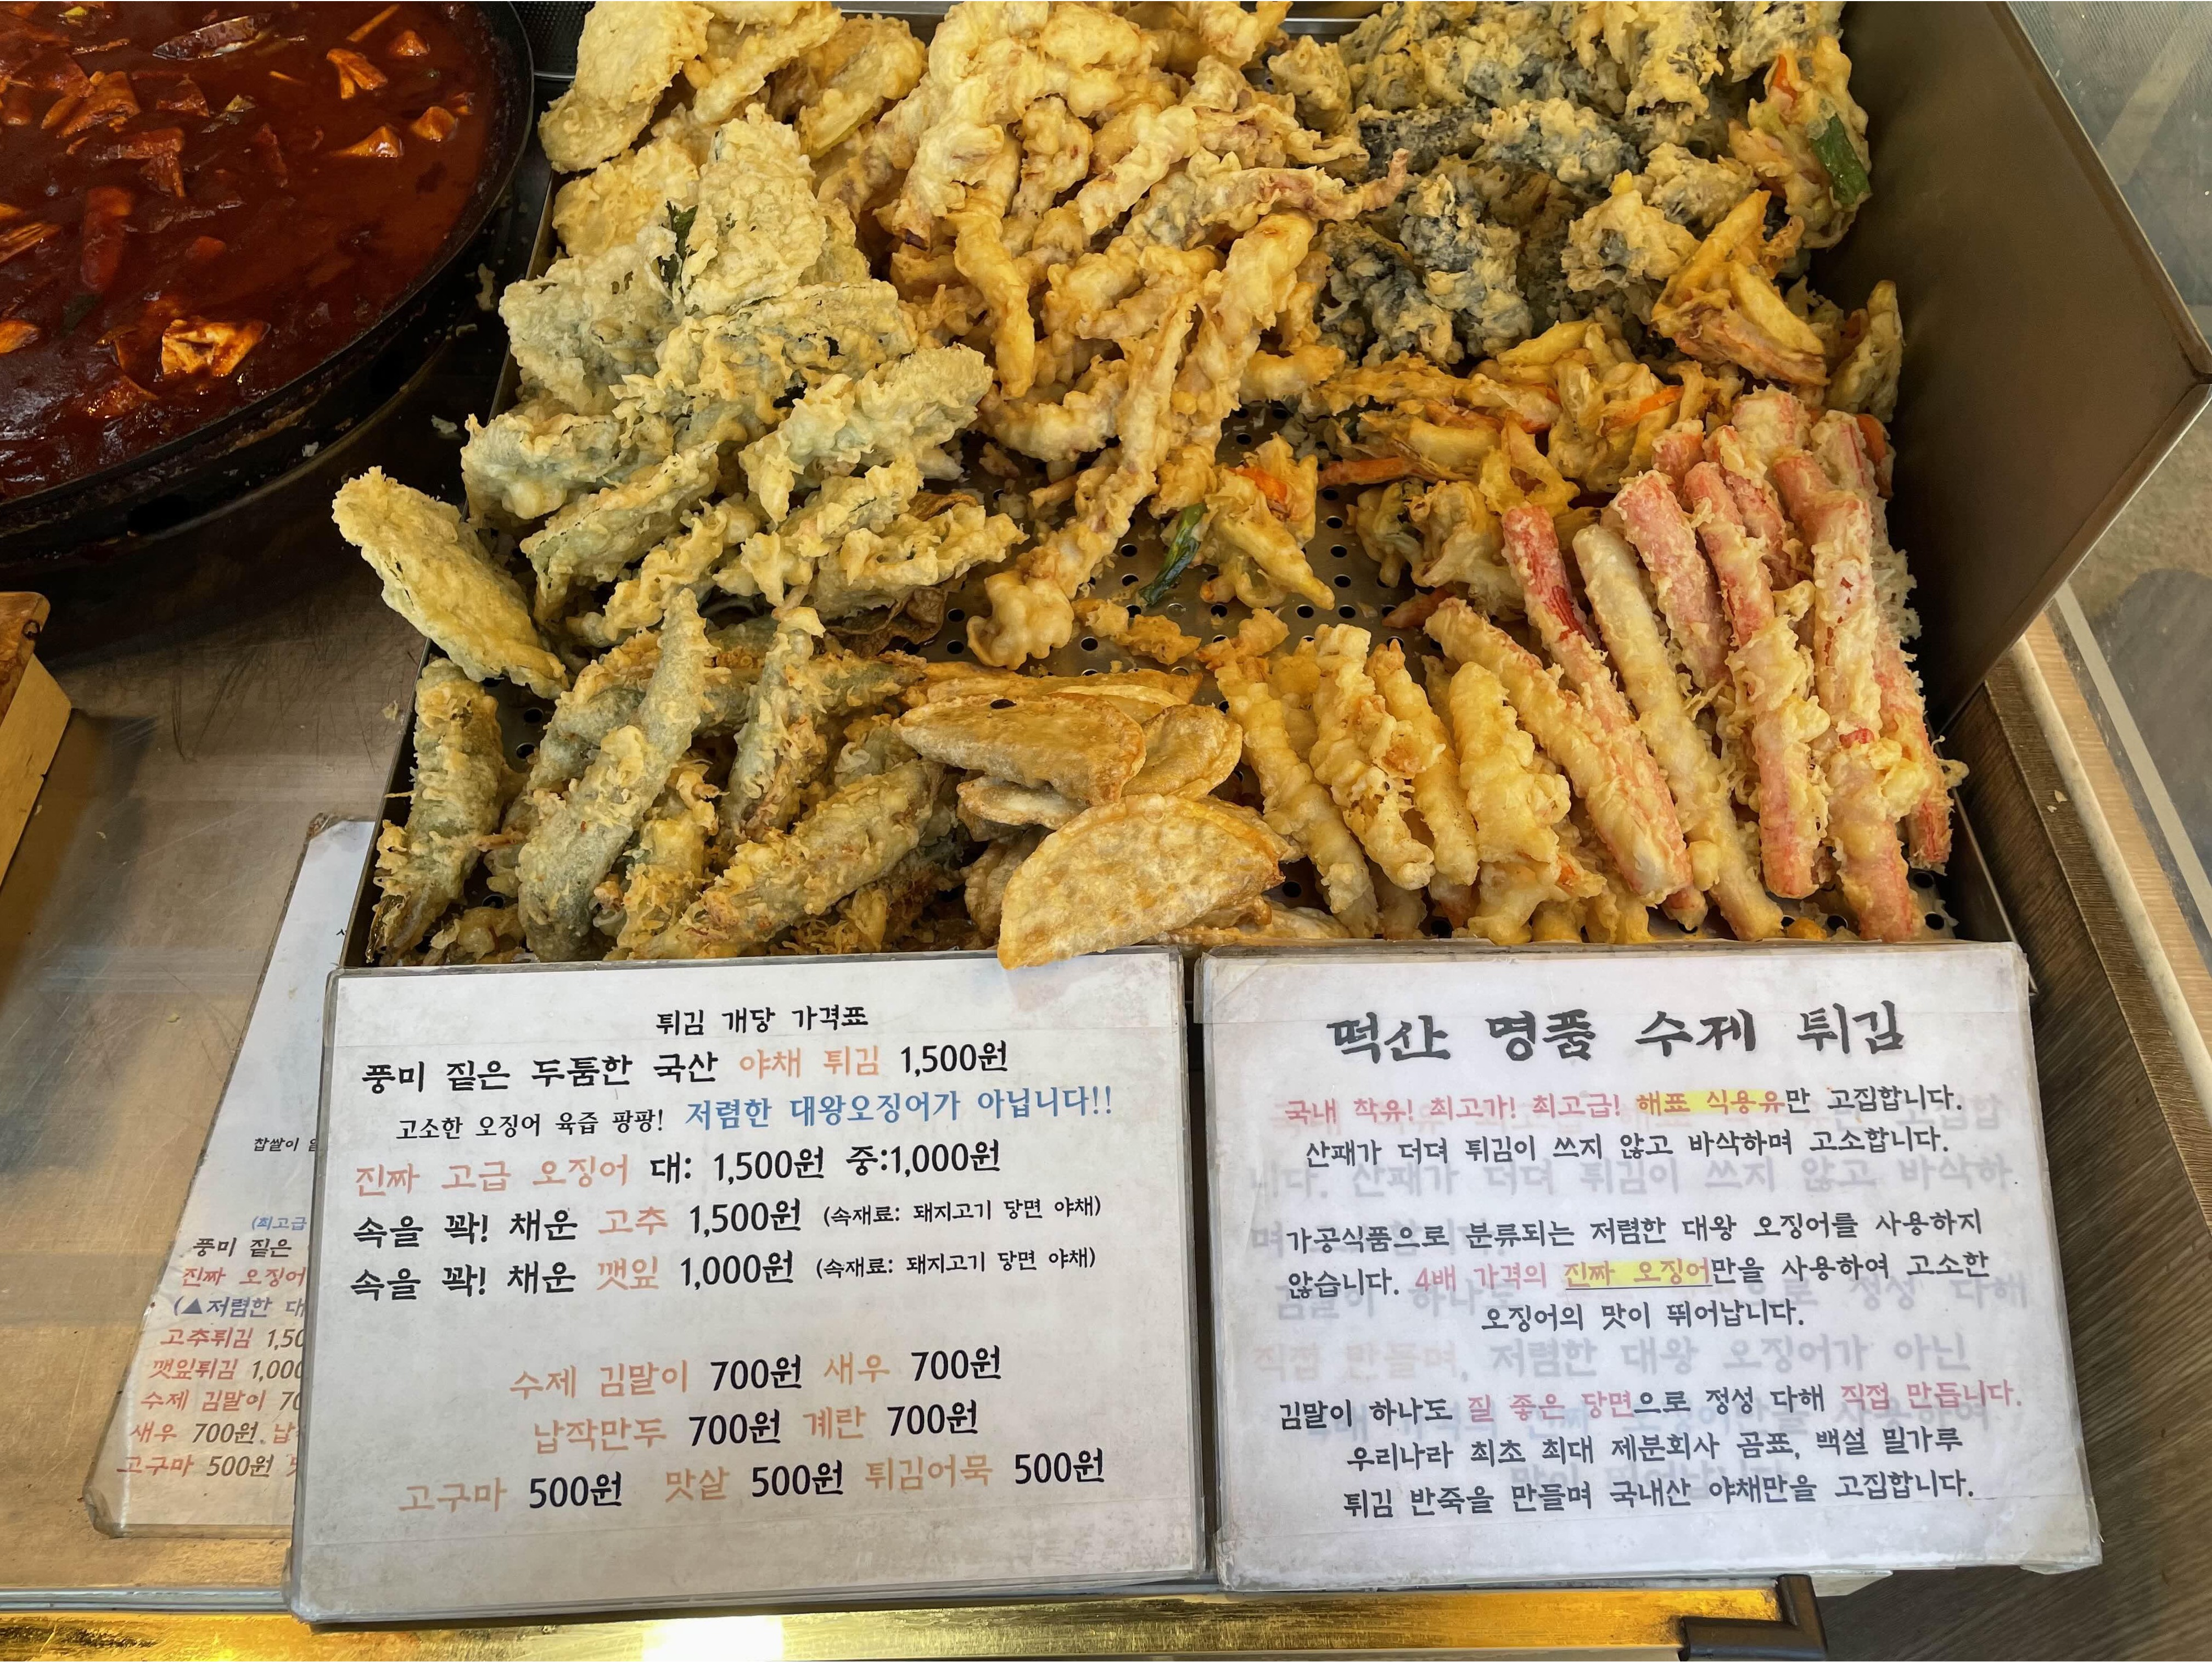 튀김 개당 가격표
풍미 짙은 두툼한 국산 야채 튀김 1,500원
고소한 오징어 육즙 팡팡! 저렴한 대왕오징어가 아닙니다!!
진짜 고급 오징어 대: 1,500원 중:1,000원
속을 꽉! 채운 고추 1,500원 (속재료: 돼지고기 당면 야채)
속을 꽉! 채운 깻잎 1,000원 (속재료: 돼지고기 당면 야채)
수제 김말이 700원 새우 700원
납작만두 700원 계란 700원
고구마 500원 맛살 500원 튀김어묵 500원
떡산 명품 수제 튀김
국내 착유! 최고가! 최고급! 해표 식용유만 고집합니다.
산패가 더뎌 튀김이 쓰지 않고 바삭하며 고소합니다.
가공식품으로 분류되는 저렴한 대왕 오징어를 사용하지
않습니다. 4배 가격의 진짜 오징어만을 사용하여 고소한
오징어의 맛이 뛰어납니다.
김말이 하나도 질 좋은 당면으로 정성 다해 직접 만듭니다.
우리나라 최초 최대 제분회사 곰표, 백설 밀가루
튀김 반죽을 만들며 국내산 야채만을 고집합니다.
찹쌀이
(최고급
풍미 짙은
진짜 오징어
(▲저렴한 대
고추튀김 1,50
깻잎튀김 1,000
수제 김말이 70
새우 700원 납
고구마 500원